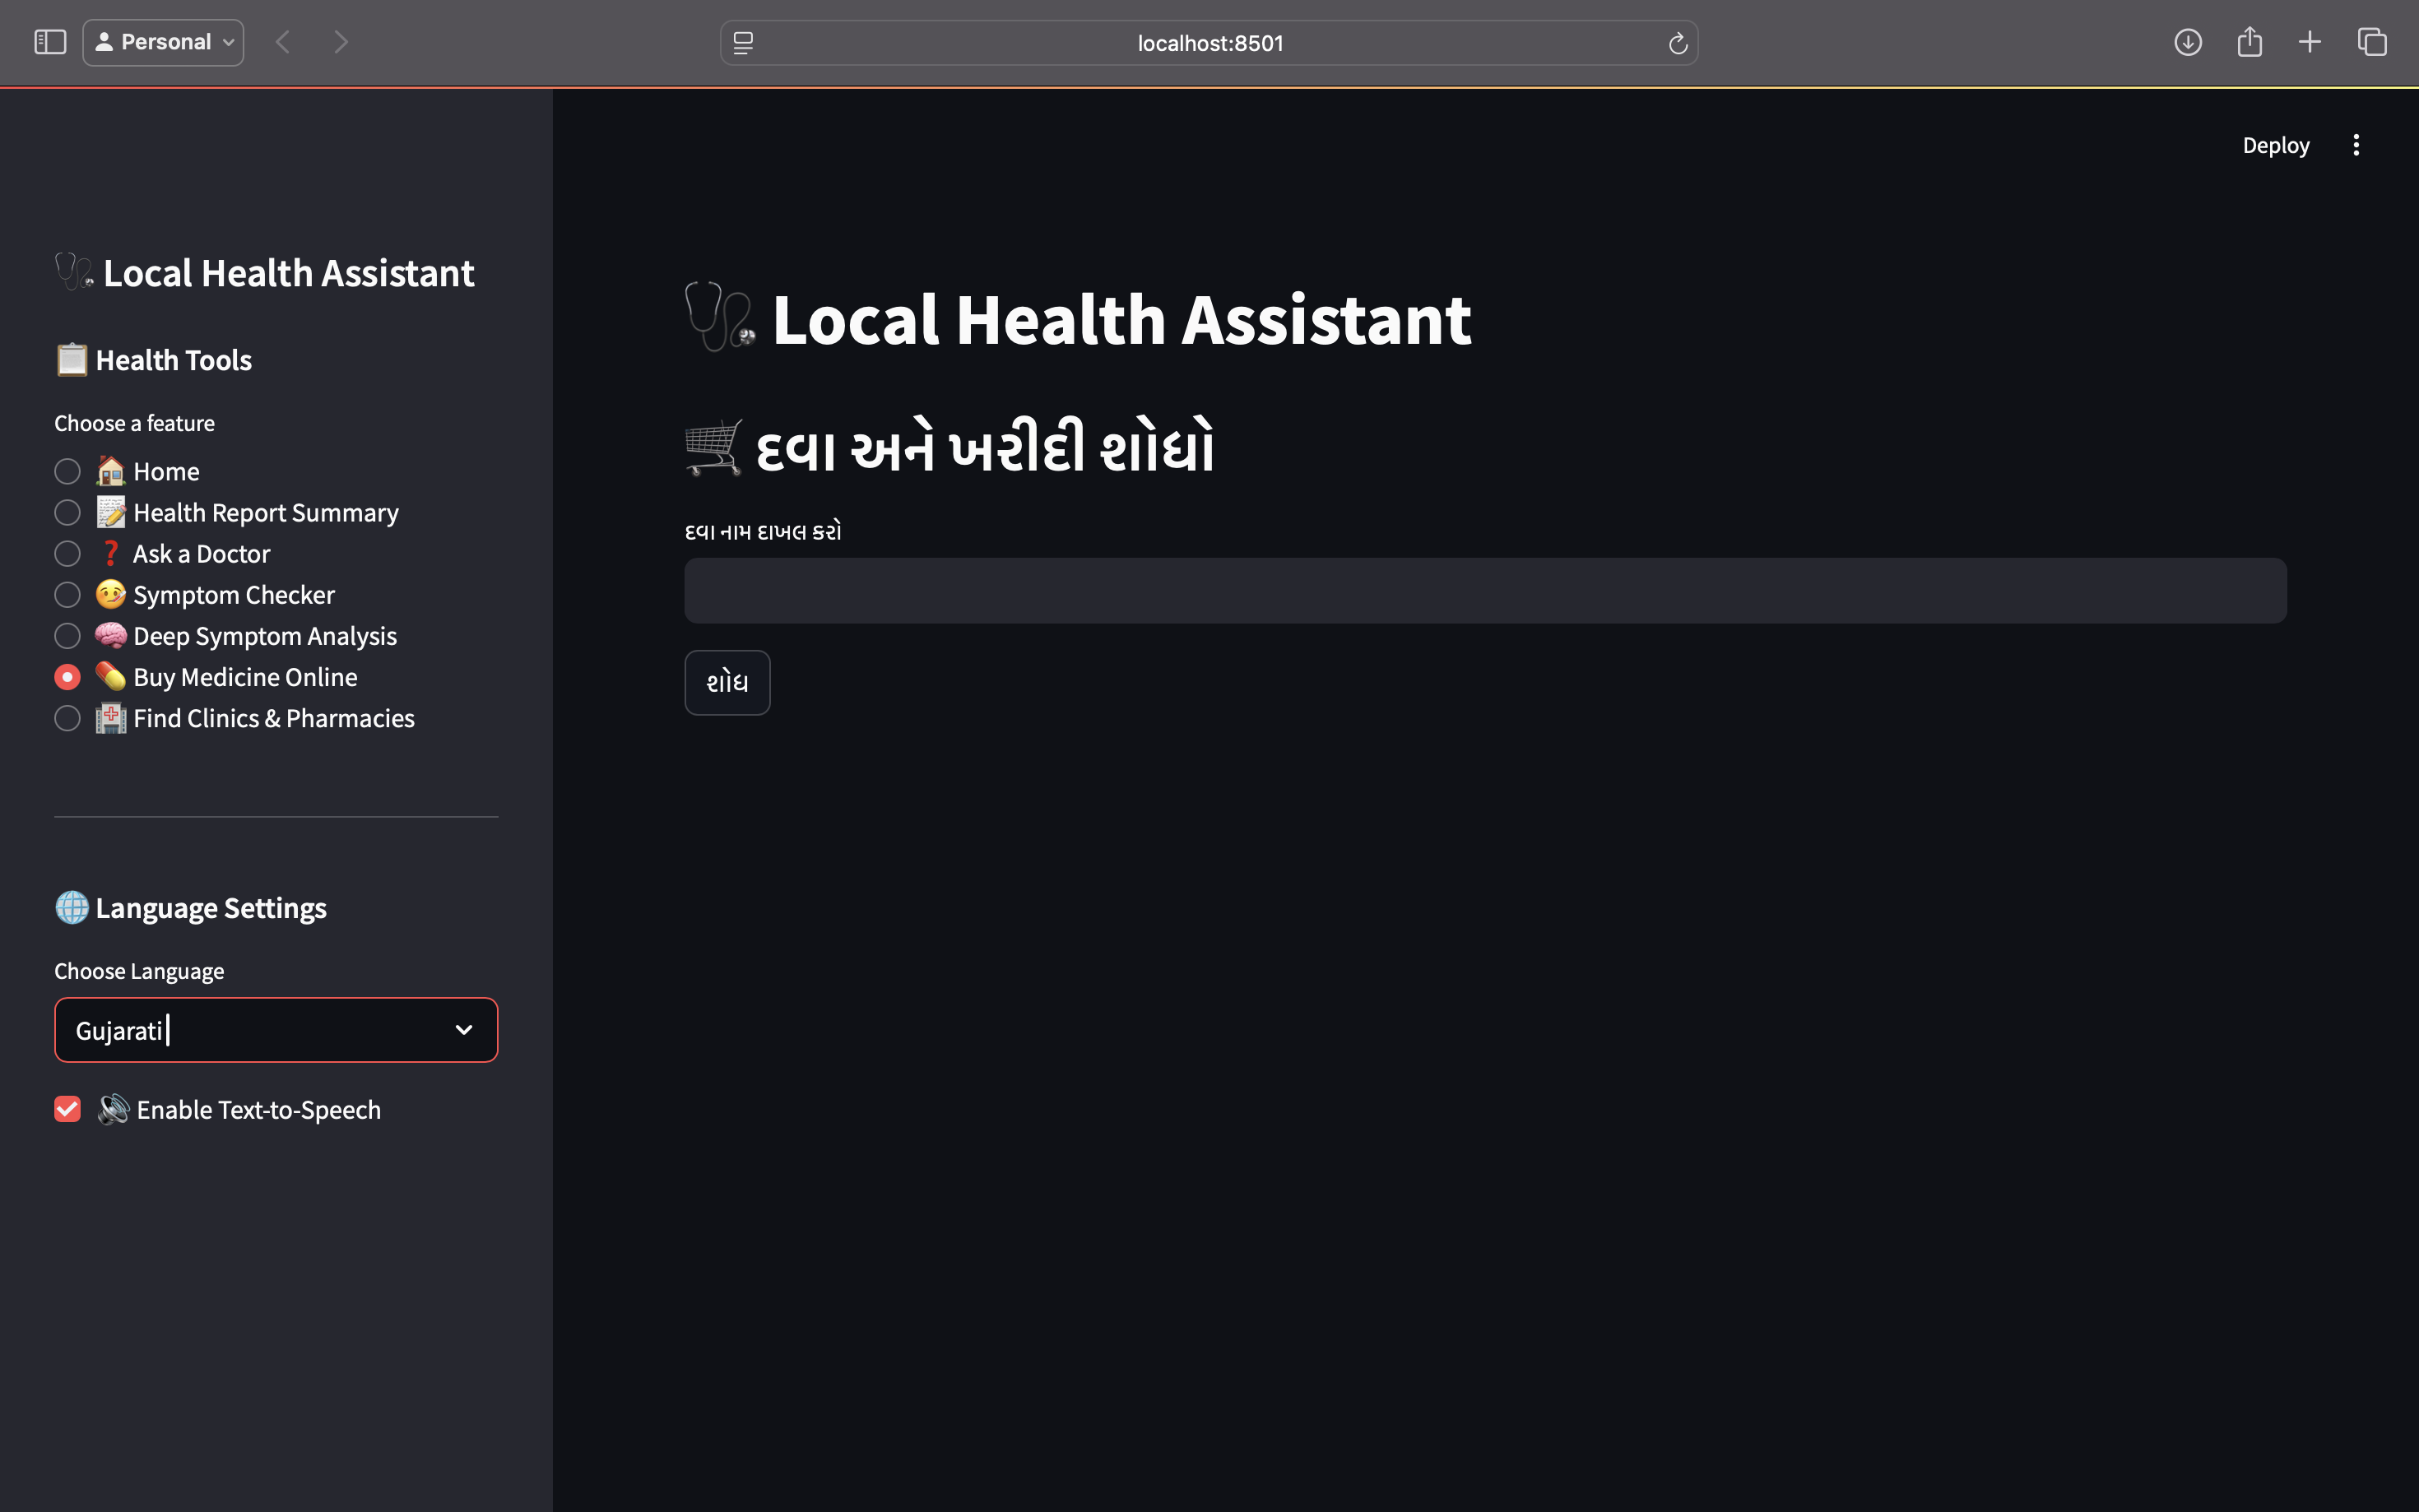 Personal
localhost:8501
Deploy
Local Health Assistant
Health Tools
Choose a feature
Home
Health Report Summary
Ask a Doctor
Symptom Checker
Deep Symptom Analysis
Buy Medicine Online
Find Clinics & Pharmacies
Language Settings
Choose Language
Gujarati
Enable Text-to-Speech
Local Health Assistant
દવા અને ખરીદી શોધો
દવા નામ દાખલ કરો
શોધ